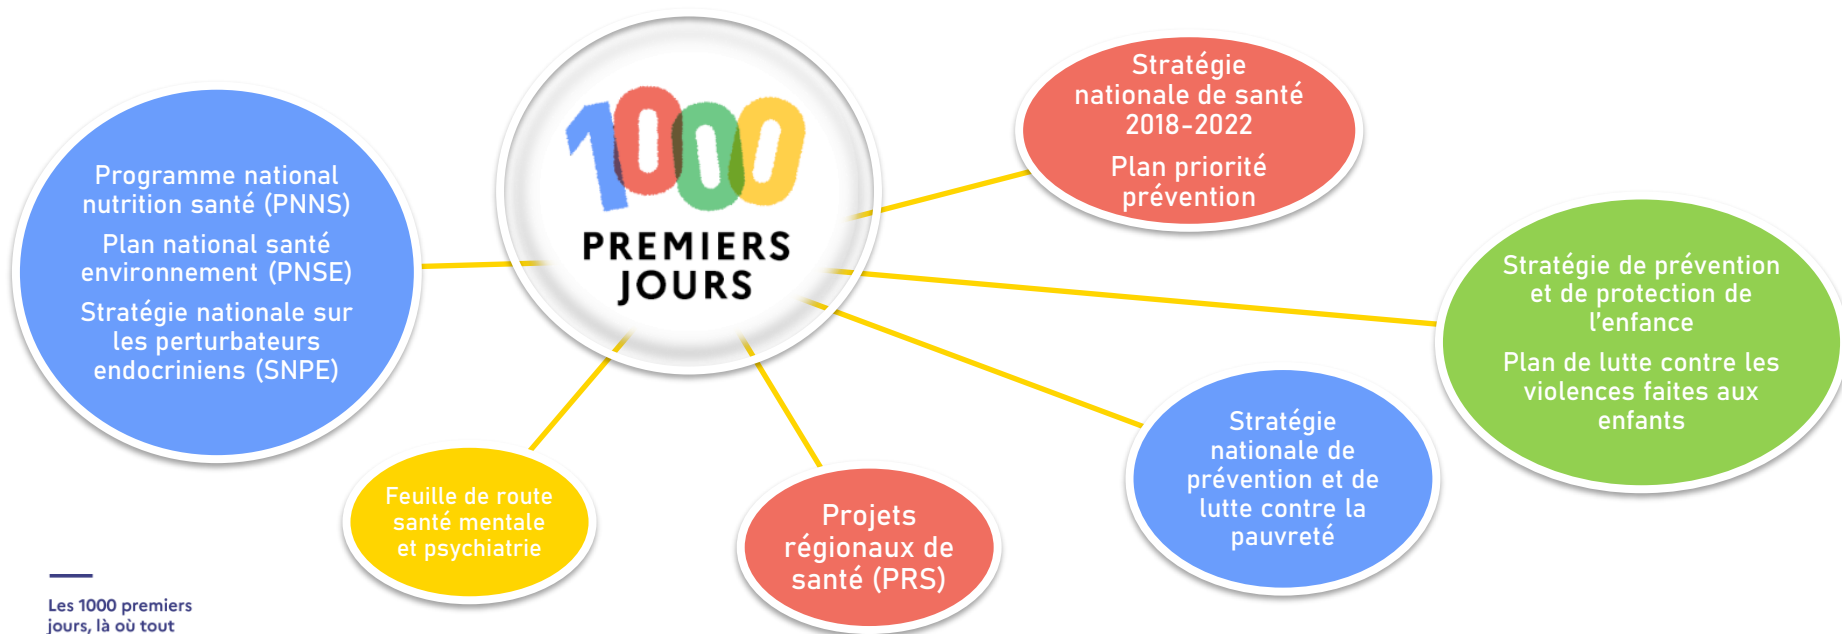 1000
PREMIERS
JOURS
Programme national
nutrition santé (PNNS)
Plan national santé
environnement (PNSE)
Stratégie nationale sur
les perturbateurs
endocriniens (SNPE)
Feuille de route
santé mentale
et psychiatrie
Projets
régionaux de
santé (PRS)
Stratégie
nationale de
prévention et de
lutte contre la
pauvreté
Stratégie de prévention
et de protection de
l'enfance
Plan de lutte contre les
violences faites aux
enfants
Stratégie
nationale de santé
2018-2022
Plan priorité
prévention
Les 1000 premiers
jours, là où tout